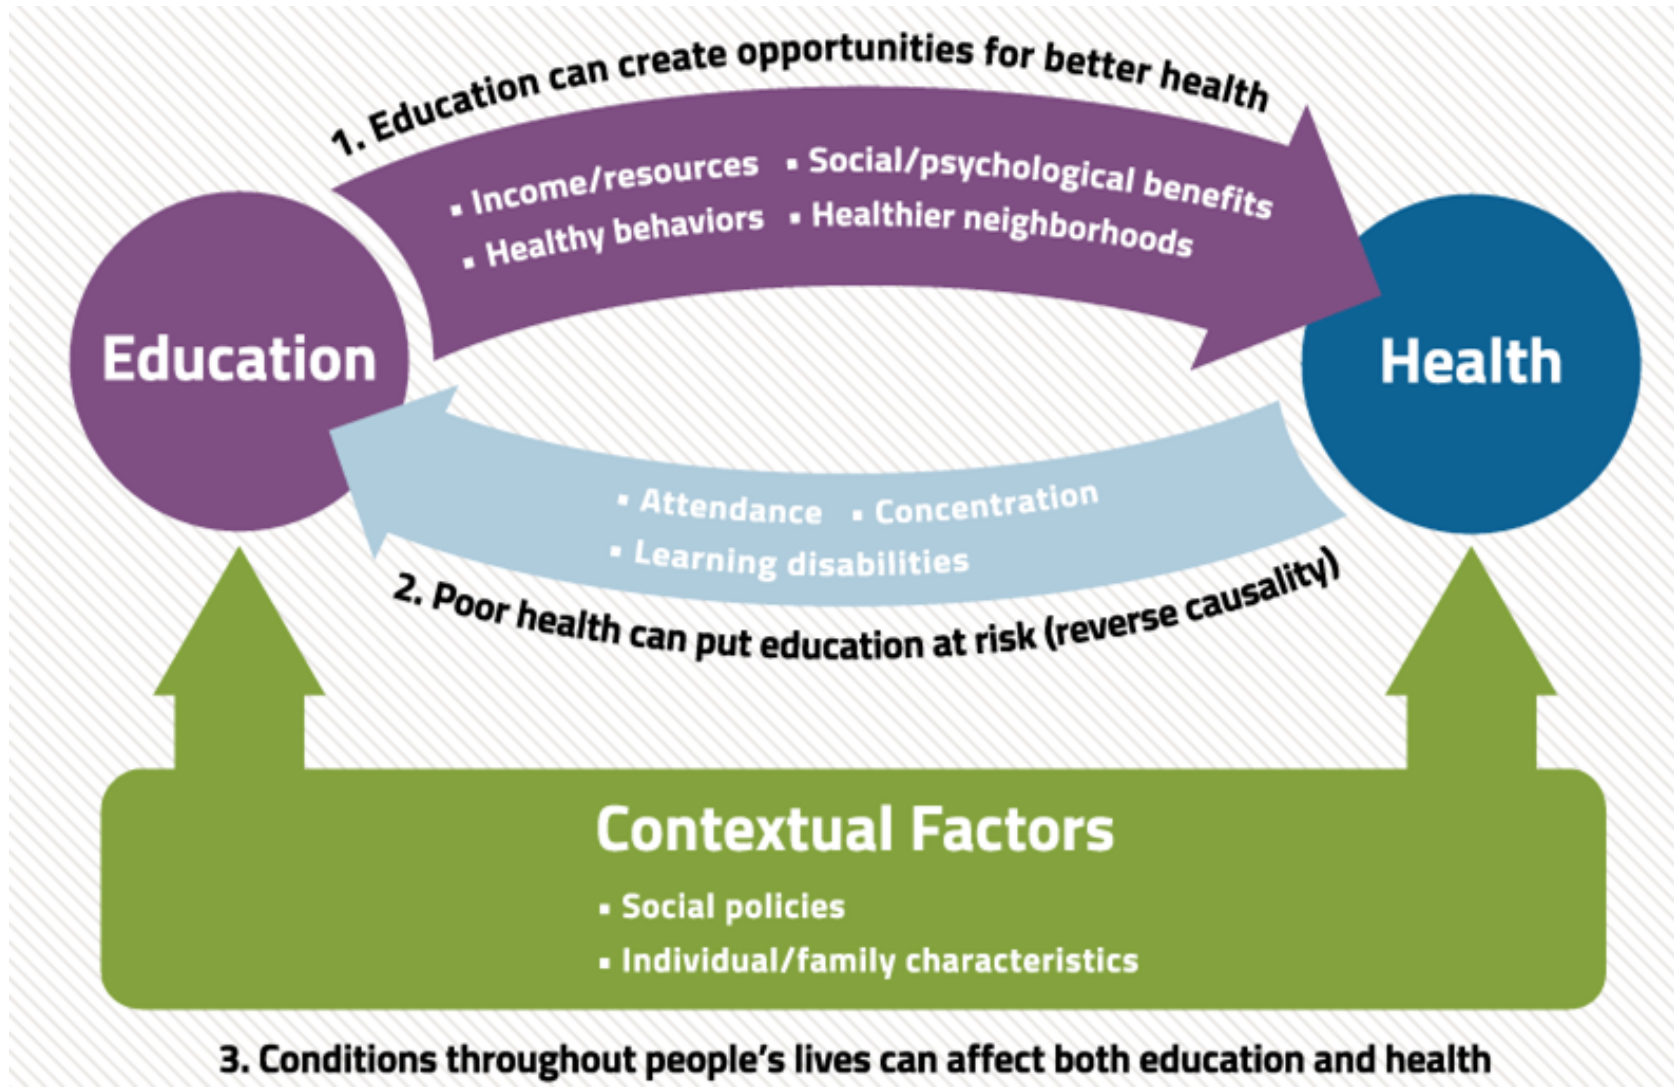 1. Education can create opportunities for better health
▪ Income/resources ▪ Social/psychological benefits
▪ Healthy behaviors ▪ Healthier neighborhoods
Education
Health
▪ Attendance ▪ Concentration
▪ Learning disabilities
2. Poor health can put education at risk (reverse causality)
Contextual Factors
▪ Social policies
▪ Individual/family characteristics
3. Conditions throughout people's lives can affect both education and health